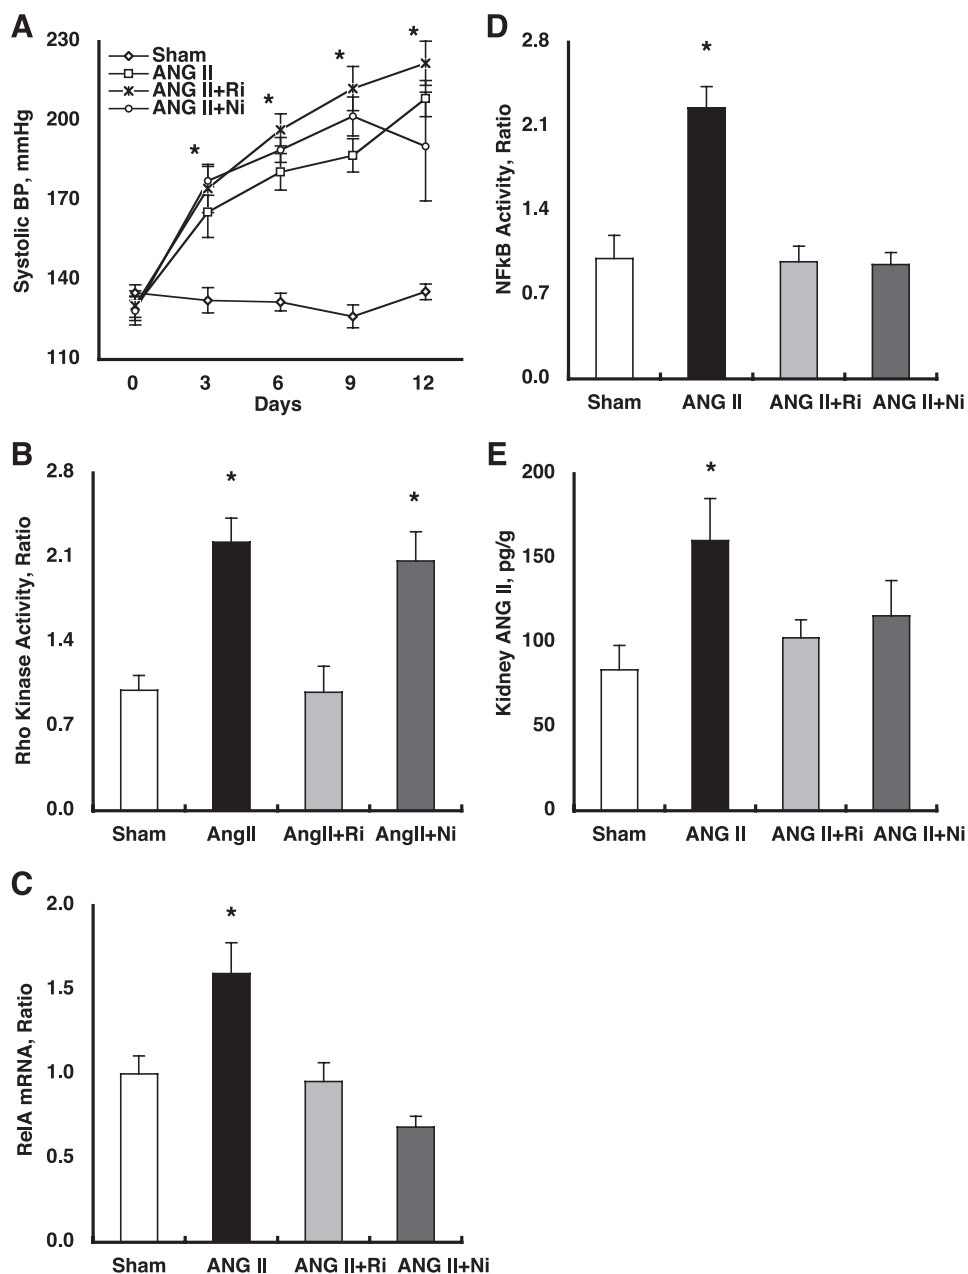 A
230
200
170
140
110
Systolic BP, mmHg
Sham
ANG II
ANG II+Ri
ANG II+Ni
* * * *
0 3 6 9 12
Days
D
2.8
2.1
1.4
0.7
0.0
NFkB Activity, Ratio
*
Sham ANG II ANG II+Ri ANG II+Ni
B
2.8
2.1
1.4
0.7
0.0
Rho Kinase Activity, Ratio
* *
Sham AngII AngII+Ri AngII+Ni
E
200
150
100
50
0
Kidney ANG II, pg/g
*
Sham ANG II ANG II+Ri ANG II+Ni
C
2.0
1.5
1.0
0.5
0.0
RelA mRNA, Ratio
*
Sham ANG II ANG II+Ri ANG II+Ni